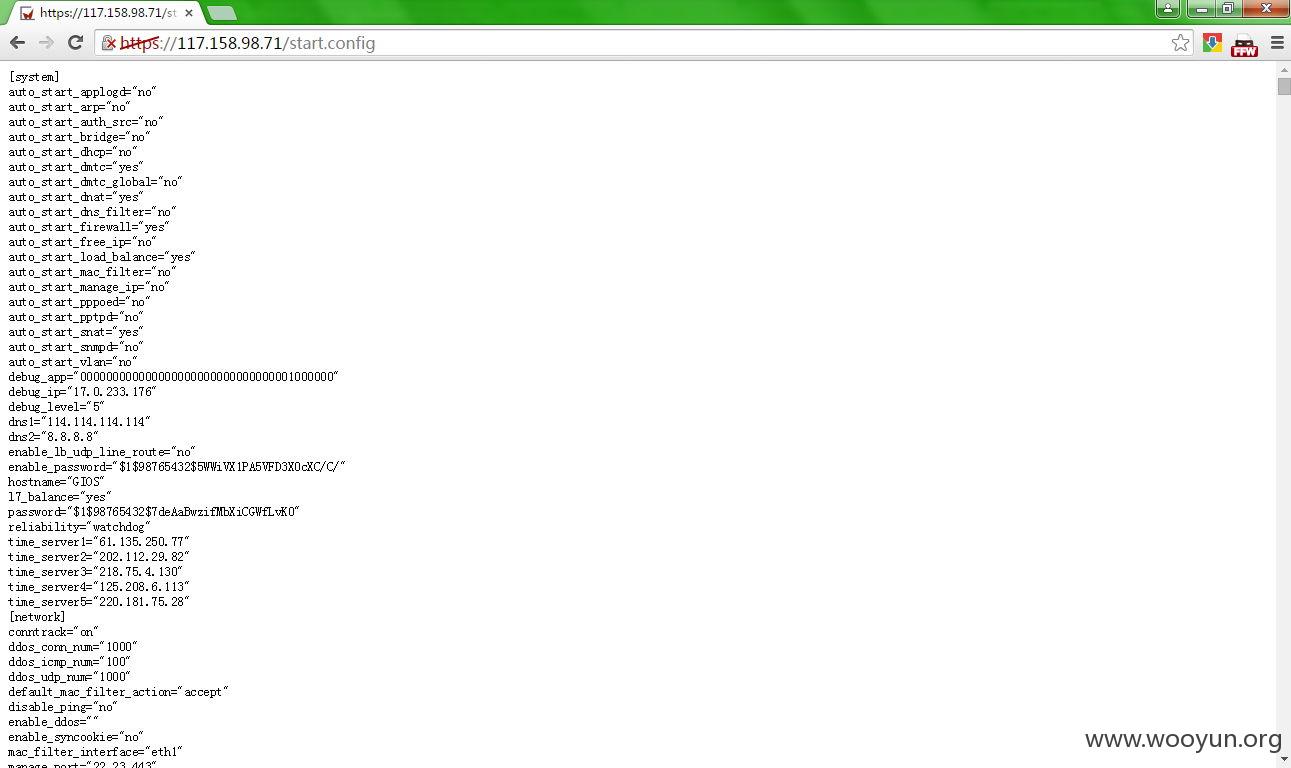 https://117.158.98.71/st
https://117.158.98.71/start.config
FFW
[system]
auto_start_applogd="no"
auto_start_arp="no"
auto_start_auth_src="no"
auto_start_bridge="no"
auto_start_dhcp="no"
auto_start_dmtc="yes"
auto_start_dmtc_global="no"
auto_start_dnat="yes"
auto_start_dns_filter="no"
auto_start_firewall="yes"
auto_start_free_ip="no"
auto_start_load_balance="yes"
auto_start_mac_filter="no"
auto_start_manage_ip="no"
auto_start_pppoed="no"
auto_start_pptpd="no"
auto_start_snat="yes"
auto_start_snmpd="no"
auto_start_vlan="no"
debug_app="00000000000000000000000000000001000000"
debug_ip="17.0.233.176"
debug_level="5"
dns1="114.114.114.114"
dns2="8.8.8.8"
enable_lb_udp_line_route="no"
enable_password="$1$98765432$5WWiVX1PA5VFD3X0cXC/C/"
hostname="GIOS"
l7_balance="yes"
password="$1$98765432$7deAaBwzifMbXiCGWfLvK0"
reliability="watchdog"
time_server1="61.135.250.77"
time_server2="202.112.29.82"
time_server3="218.75.4.130"
time_server4="125.208.6.113"
time_server5="220.181.75.28"
[network]
conntrack="on"
ddos_conn_num="1000"
ddos_icmp_num="100"
ddos_udp_num="1000"
default_mac_filter_action="accept"
disable_ping="no"
enable_ddos=""
enable_syncookie="no"
mac_filter_interface="eth1"
manage_port="22,23,443"
www.wooyun.org